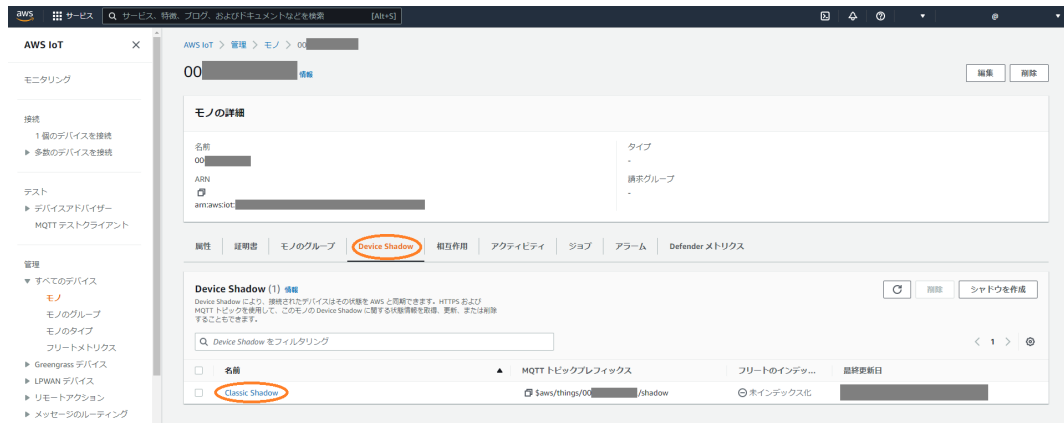 aws サービス サービス、特徴、ブログ、およびドキュメントなどを検索 [Alt+S] @
AWS IoT
モニタリング
接続
1 個のデバイスを接続
多数のデバイスを接続
テスト
デバイスアドバイザー
MQTT テストクライアント
管理
すべてのデバイス
モノ
モノのグループ
モノのタイプ
フリートメトリクス
Greengrass デバイス
LPWAN デバイス
リモートアクション
メッセージのルーティング
AWS IoT > 管理 > モノ > 00
00 情報
編集 削除
モノの詳細
名前
00
ARN
arn:aws:iot:
タイプ
-
請求グループ
-
属性 証明書 モノのグループ Device Shadow 相互作用 アクティビティ ジョブ アラーム Defender メトリクス
Device Shadow (1) 情報
Device Shadow により、接続されたデバイスはその状態を AWS と同期できます。HTTPS および
MQTT トピックを使用して、このモノの Device Shadow に関する状態情報を取得、更新、または削除
することもできます。
削除 シャドウを作成
Device Shadow をフィルタリング
1
名前 MQTT トピックプレフィックス フリートのインデッ... 最終更新日
Classic Shadow $aws/things/00 /shadow 未インデックス化